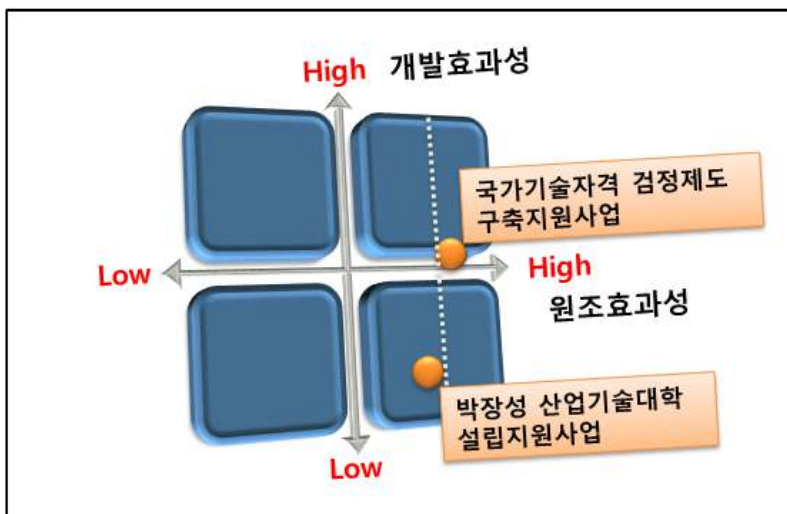 High 개발효과성
국가기술자격 검정제도
구축지원사업
Low
High
원조효과성
박장성 산업기술대학
설립지원사업
Low